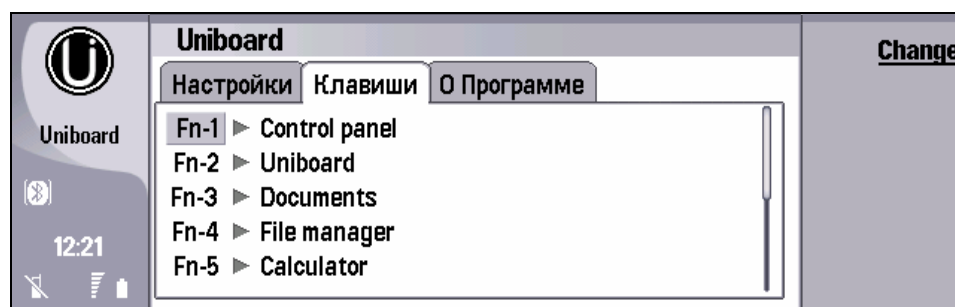 Uniboard
Change
Настройки Клавиши О Программе
Fn-1 ► Control panel
Uniboard
Fn-2 ► Uniboard
Fn-3 ► Documents
Fn-4 ► File manager
12:21
Fn-5 ► Calculator